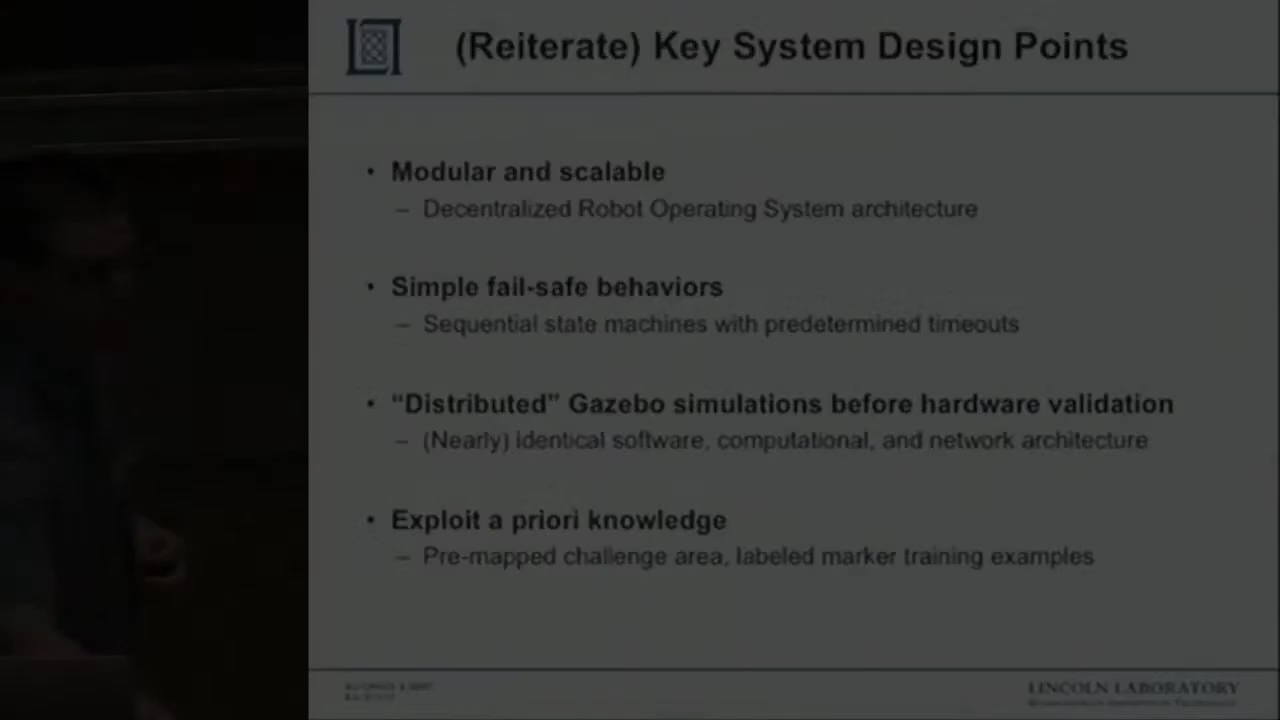 (Reiterate) Key System Design Points
• Modular and scalable
– Decentralized Robot Operating System architecture
• Simple fail-safe behaviors
– Sequential state machines with predetermined timeouts
• “Distributed” Gazebo simulations before hardware validation
– (Nearly) identical software, computational, and network architecture
• Exploit a priori knowledge
– Pre-mapped challenge area, labeled marker training examples
LINCOLN LABORATORY